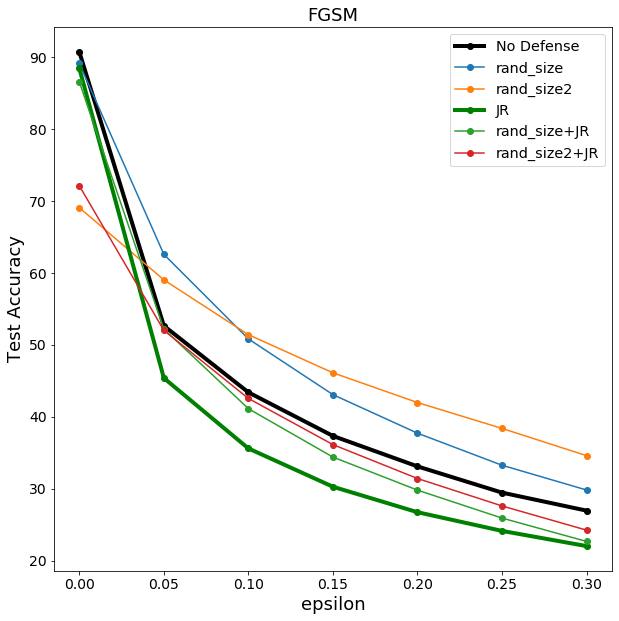 FGSM
No Defense
rand_size
rand_size2
JR
rand_size+JR
rand_size2+JR
Test Accuracy
90
80
70
60
50
40
30
20
0.00 0.05 0.10 0.15 0.20 0.25 0.30
epsilon